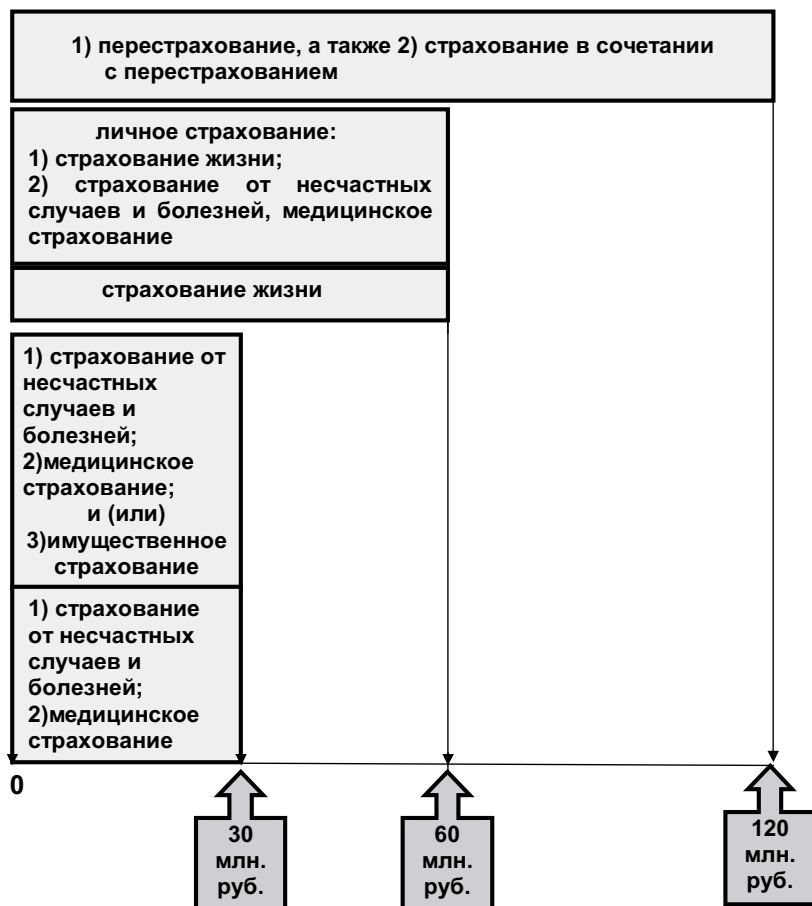 1) перестрахование, а также 2) страхование в сочетании
с перестрахованием
личное страхование:
1) страхование жизни;
2) страхование от несчастных
случаев и болезней, медицинское
страхование
страхование жизни
1) страхование от
несчастных
случаев и
болезней;
2)медицинское
страхование;
и (или)
3)имущественное
страхование
1) страхование
от несчастных
случаев и
болезней;
2)медицинское
страхование
0
30
млн.
руб.
60
млн.
руб.
120
млн.
руб.